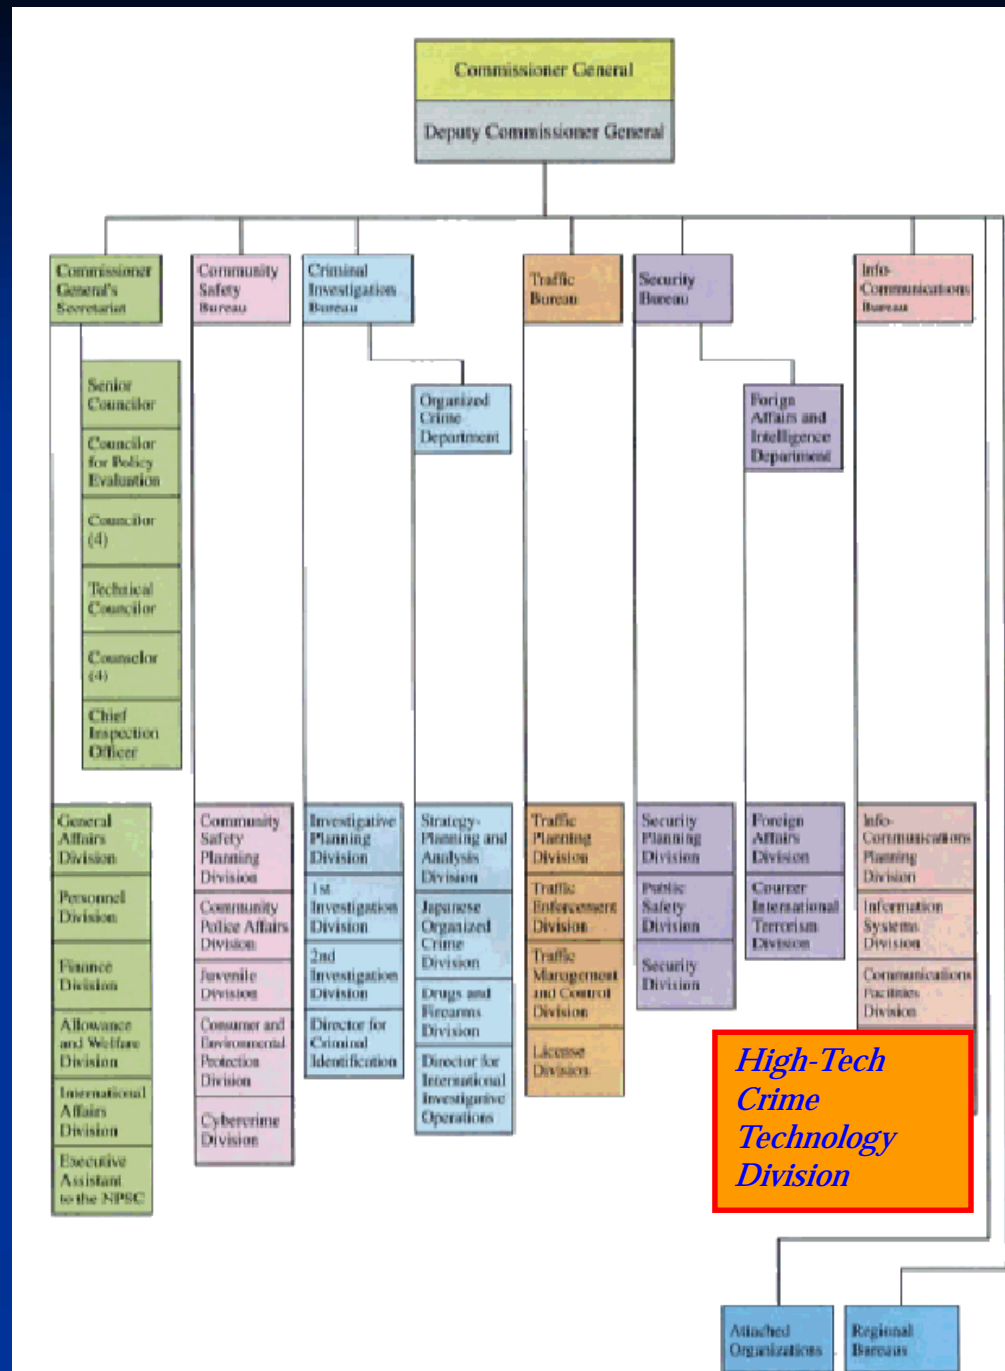 Commissioner General
Deputy Commissioner General
Commissioner
General's
Secretariat
Community
Safety
Bureau
Criminal
Investigation
Bureau
Traffic
Bureau
Security
Bureau
Info-
Communications
Bureau
Senior
Councilor
Councilor
for Policy
Evaluation
Councilor
(4)
Technical
Councilor
Counselor
(4)
Chief
Inspection
Officer
Organized
Crime
Department
Forign
Affairs and
Intelligence
Department
General
Affairs
Division
Personnel
Division
Finance
Division
Allowance
and Welfare
Division
International
Affairs
Division
Executive
Assistant
to the NPSC
Community
Safety
Planning
Division
Community
Police Affairs
Division
Juvenile
Division
Consumer and
Environmental
Protection
Division
Cybercrime
Division
Investigative
Planning
Division
1st
Investigation
Division
2nd
Investigation
Division
Director for
Criminal
Identification
Strategy-
Planning and
Analysis
Division
Japanese
Organized
Crime
Division
Drugs and
Firearms
Division
Director for
International
Investigative
Operations
Traffic
Planning
Division
Traffic
Enforcement
Division
Traffic
Management
and Control
Division
License
Division
Security
Planning
Division
Public
Safety
Division
Security
Division
Foreign
Affairs
Division
Counter
International
Terrorism
Division
Info-
Communications
Planning
Division
Information
Systems
Division
Communications
Facilities
Division
High-Tech
Crime
Technology
Division
Attached
Organizations
Regional
Bureaus